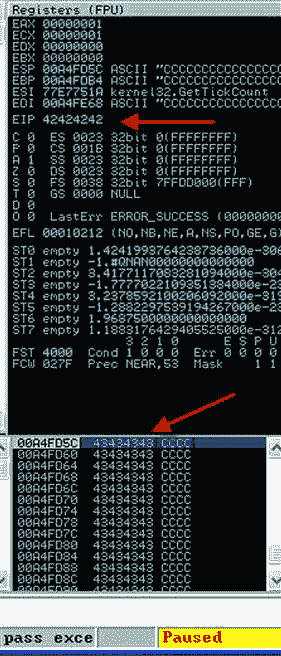 Registers (FPU)
EAX 00000001
ECX 00000001
EDX 00000000
EBX 00000000
ESP 00A4FD5C ASCII "CCCCCCCCCCCCC
EBP 00A4FDB4 ASCII "CCCCCCCCCCCCC
ESI 77E7751A kernel32.GetTickCount
EDI 00A4FE68 ASCII "CCCCCCCCCCCCC
EIP 42424242
C 0 ES 0023 32bit 0(FFFFFFFF)
P 0 CS 001B 32bit 0(FFFFFFFF)
A 1 SS 0023 32bit 0(FFFFFFFF)
Z 0 DS 0023 32bit 0(FFFFFFFF)
S 0 FS 0038 32bit 7FFDD000(FFF)
T 0 GS 0000 NULL
D 0
O 0 LastErr ERROR_SUCCESS (00000000
EFL 00010212 (NO,NB,NE,A,NS,PO,GE,G)
ST0 empty
ST1 empty
ST2 empty
ST3 empty
ST4 empty
ST5 empty
ST6 empty
ST7 empty
3 2 1 0 E S P U
FST 4000 Cond 1 0 0 0 Err 0 0 0 0
FCW 027F Prec NEAR,53 Mask 1 1
00A4FD5C 43434343 CCCC
00A4FD60 43434343 CCCC
00A4FD64 43434343 CCCC
00A4FD68 43434343 CCCC
00A4FD6C 43434343 CCCC
00A4FD70 43434343 CCCC
00A4FD74 43434343 CCCC
00A4FD78 43434343 CCCC
00A4FD7C 43434343 CCCC
00A4FD80 43434343 CCCC
00A4FD84 43434343 CCCC
00A4FD88 43434343 CCCC
43434343 CCCC
pass exce Paused